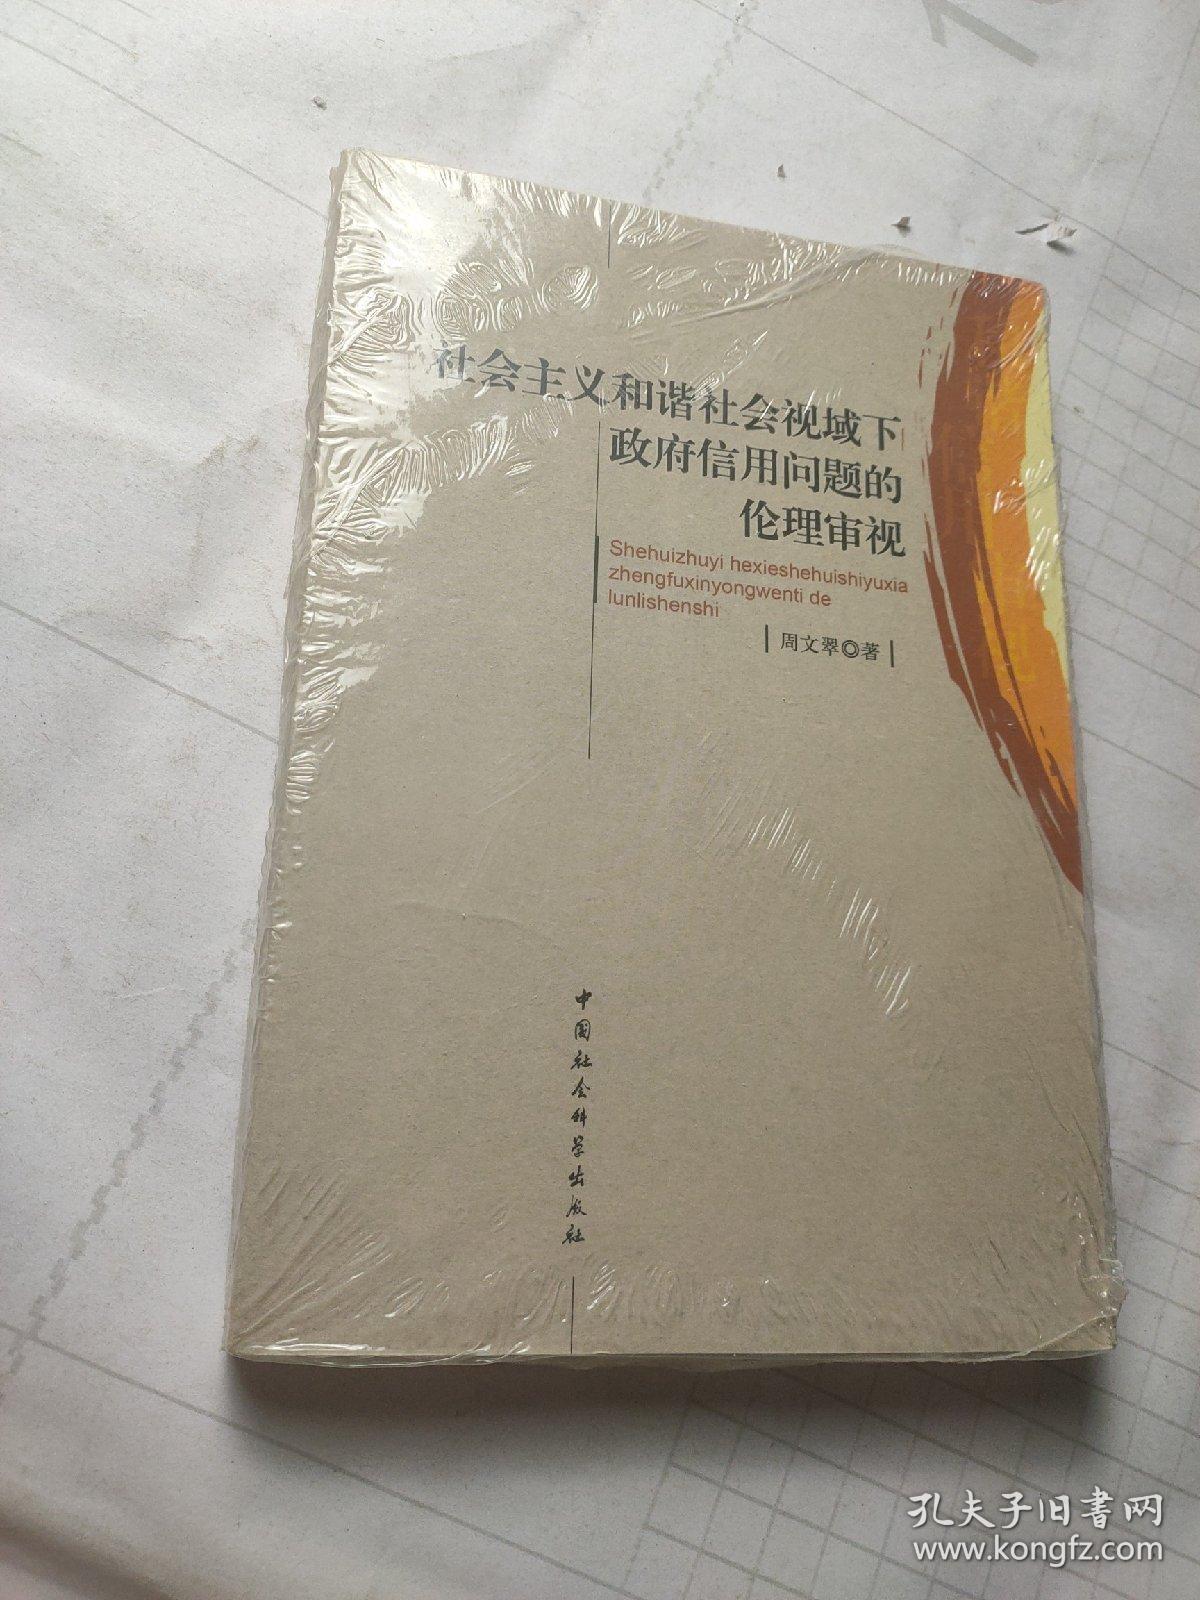 社会主义和谐社会视域下
政府信用问题的
伦理审视
Shehuizhuyi hexieshehuishiyuxia
zhengfuxinyongwenti de
lunlishenshi
周文翠◎著
中国社会科学出版社
孔夫子旧书网
www.kongfz.com